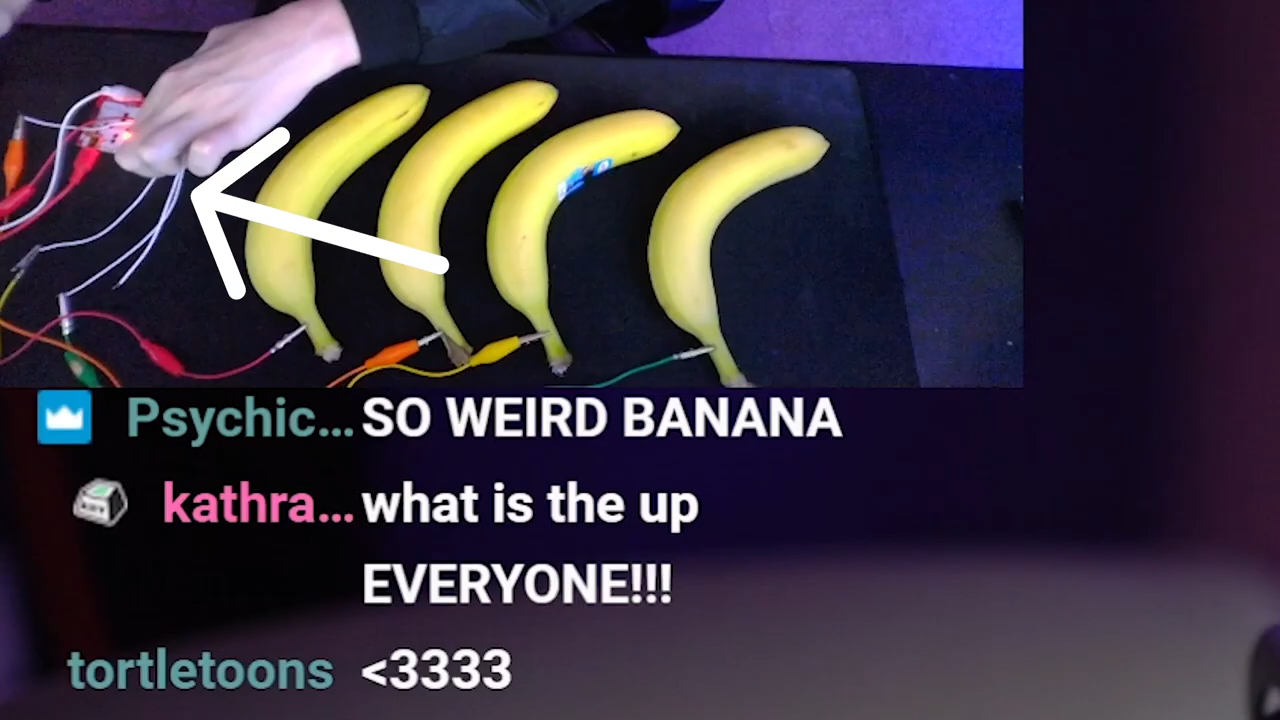 Psychic... SO WEIRD BANANA
kathra... what is the up
EVERYONE!!!
tortletoons <3333